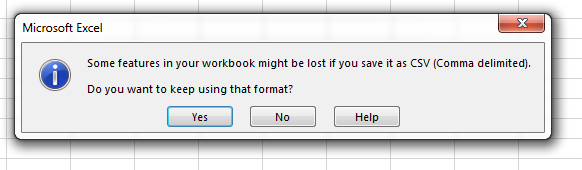 Microsoft Excel
Some features in your workbook might be lost if you save it as CSV (Comma delimited).
Do you want to keep using that format?
Yes No Help